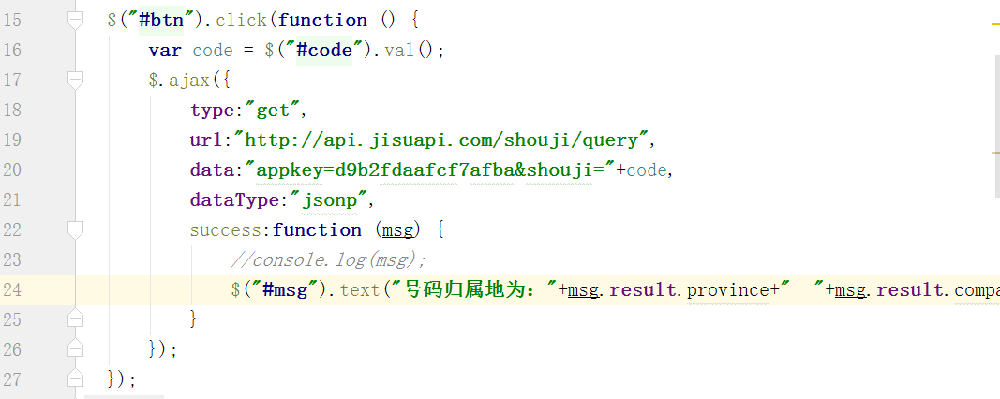 15 $("#btn").click(function () {
16 var code = $("#code").val();
17 $.ajax({
18 type:"get",
19 url:"http://api.jisuapi.com/shouji/query",
20 data:"appkey=d9b2fdaafcf7afba&shouji="+code,
21 dataType:"jsonp",
22 success:function (msg) {
23 //console.log(msg);
24 $("#msg").text("号码归属地为："+msg.result.province+"  "+msg.result.compa
25 }
26 });
27 });